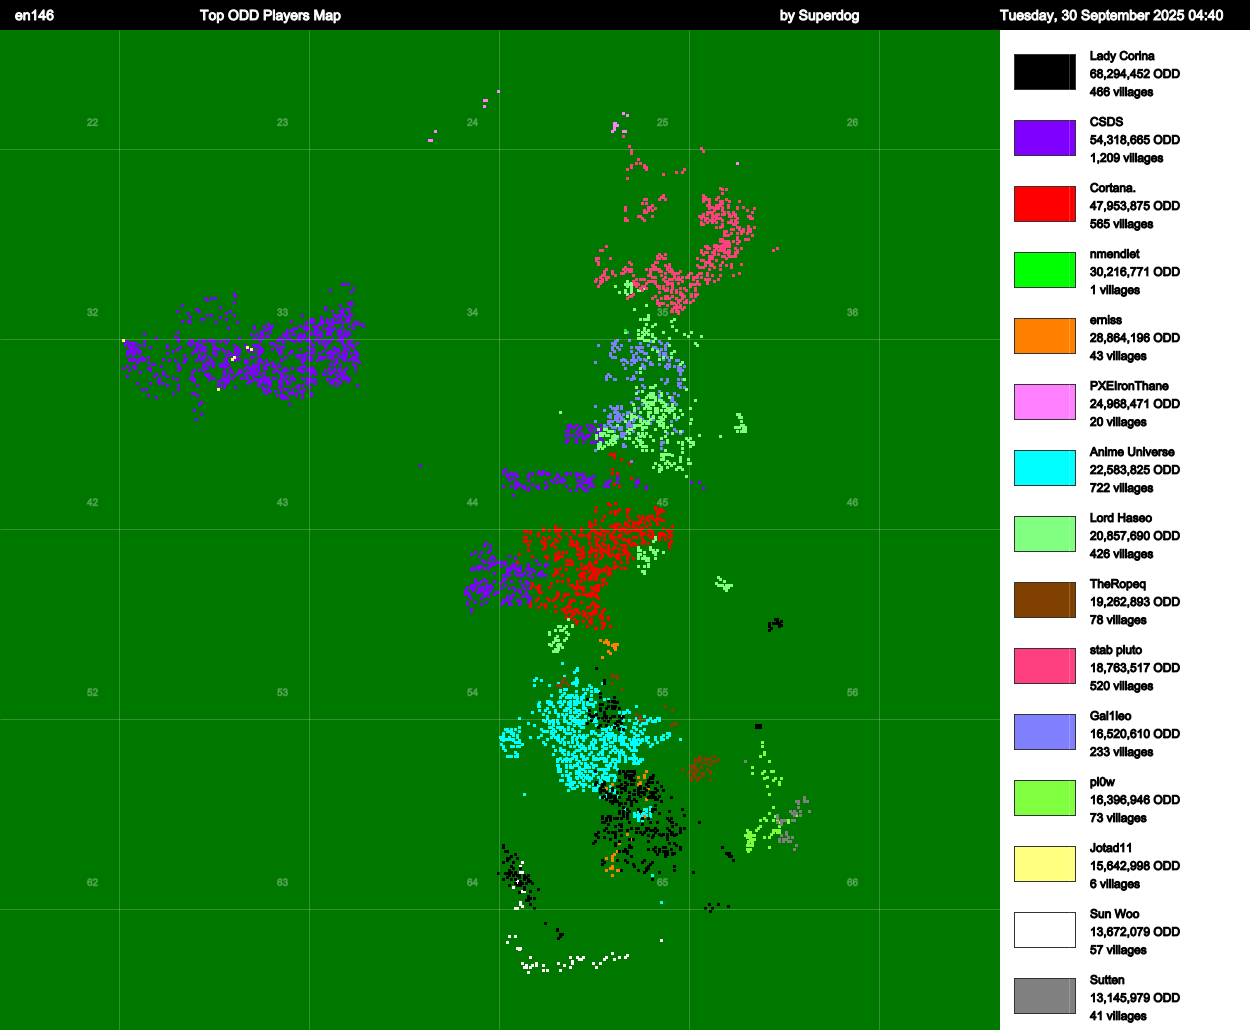 en146
Top ODD Players Map
by Superdog
Tuesday, 30 September 2025 04:40
22
23
24
25
26
32
33
34
35
36
42
43
44
45
46
52
53
54
55
56
62
63
64
65
66
Lady Corina
68,294,452 ODD
466 villages
CSDS
54,318,665 ODD
1,209 villages
Cortana.
47,953,875 ODD
565 villages
nmendiet
30,216,771 ODD
1 villages
emiss
28,864,196 ODD
43 villages
PXEIronThane
24,968,471 ODD
20 villages
Anime Universe
22,583,825 ODD
722 villages
Lord Haseo
20,857,690 ODD
426 villages
TheRopeq
19,262,893 ODD
78 villages
stab pluto
18,763,517 ODD
520 villages
Gal1leo
16,520,610 ODD
233 villages
pl0w
16,396,946 ODD
73 villages
Jotad11
15,642,998 ODD
6 villages
Sun Woo
13,672,079 ODD
57 villages
Sutten
13,145,979 ODD
41 villages